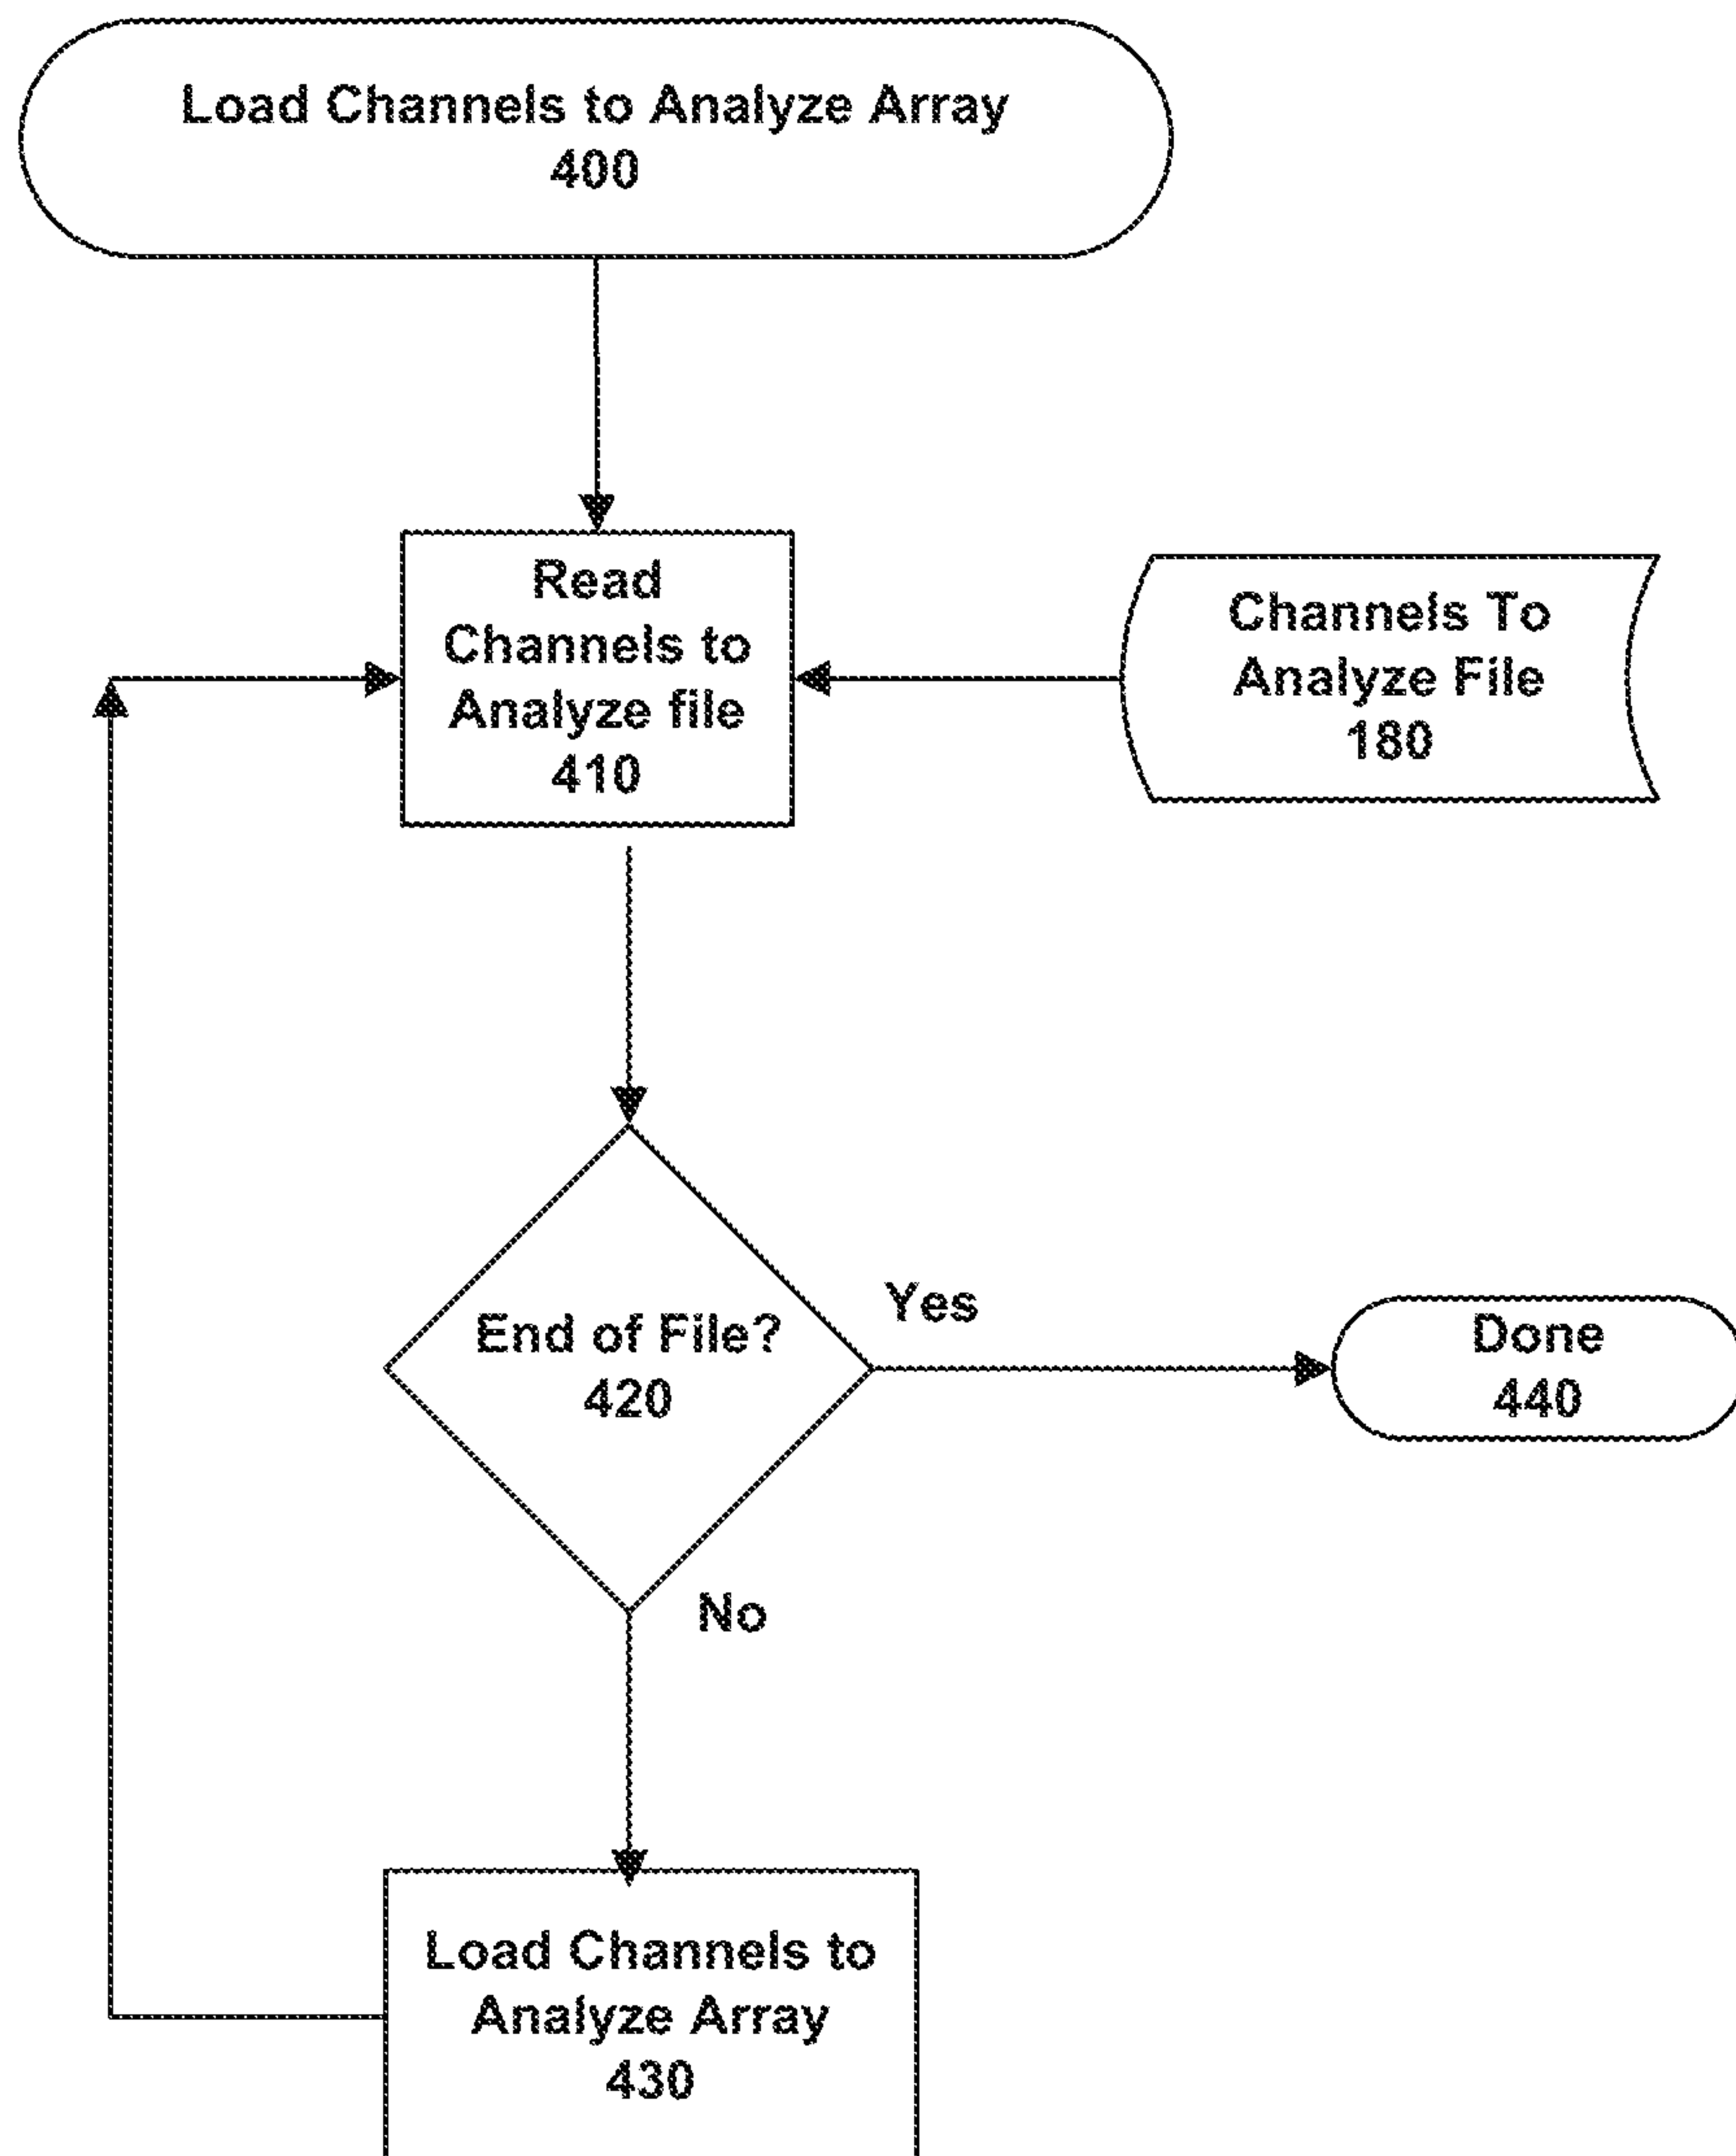 Load Channels to Analyze Array
400
Read
Channels to
Analyze file
410
Channels To
Analyze File
180
End of File?
420
Yes
Done
440
No
Load Channels to
Analyze Array
430